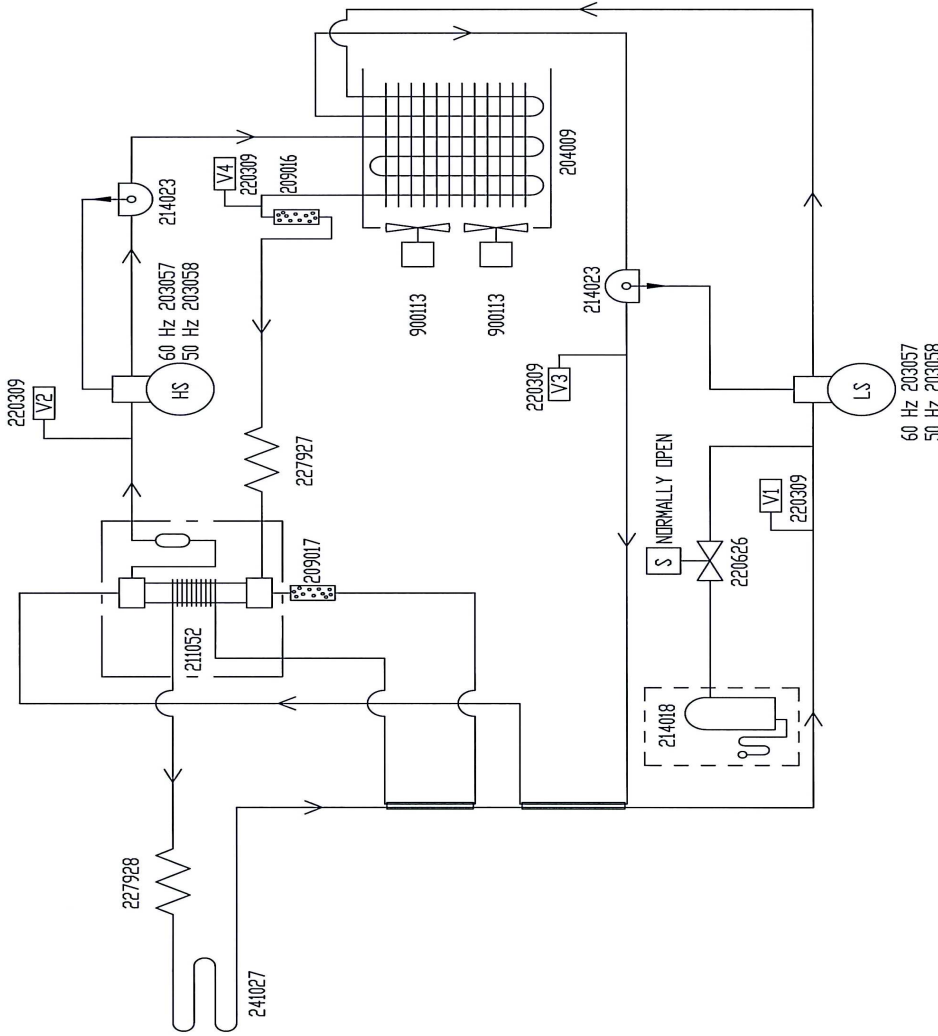 220309
V2
HS
60 Hz 203057
50 Hz 203058
214023
V4
220309
209016
204009
900113
900113
227927
209017
211052
227928
241027
214023
220309
V3
S NORMALLY OPEN
220626
V1
220309
214018
LS
60 Hz 203057
50 Hz 203058